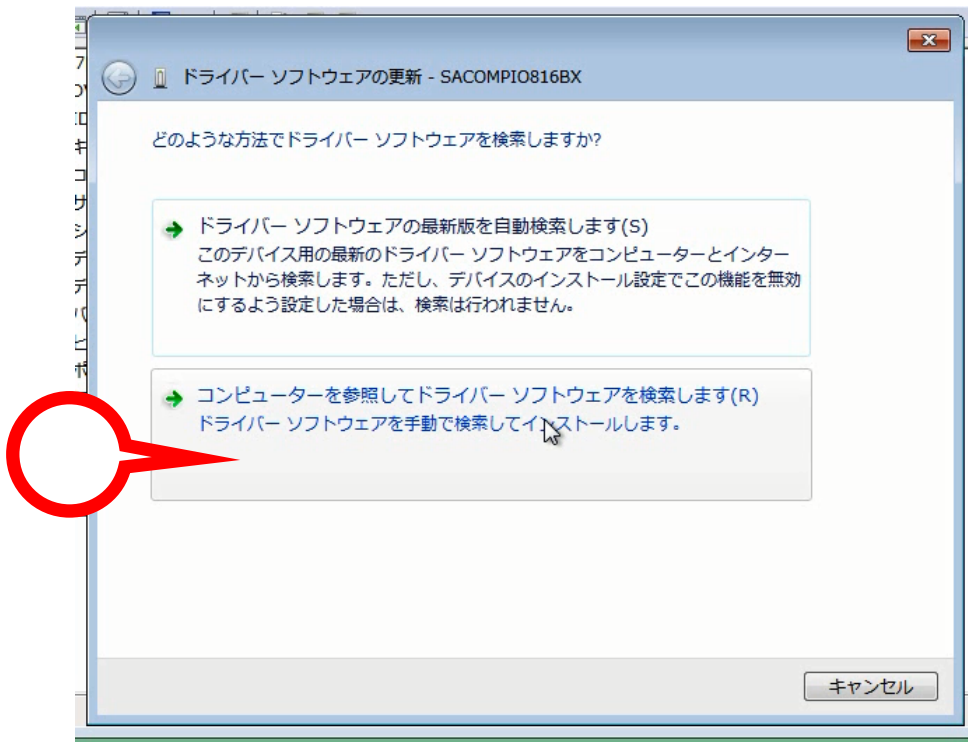 ドライバー ソフトウェアの更新 - SACOMPIO816BX
どのような方法でドライバー ソフトウェアを検索しますか?
ドライバー ソフトウェアの最新版を自動検索します(S)
このデバイス用の最新のドライバー ソフトウェアをコンピューターとインター
ネットから検索します。ただし、デバイスのインストール設定でこの機能を無効
にするよう設定した場合は、検索は行われません。
コンピューターを参照してドライバー ソフトウェアを検索します(R)
ドライバー ソフトウェアを手動で検索してインストールします。
キャンセル